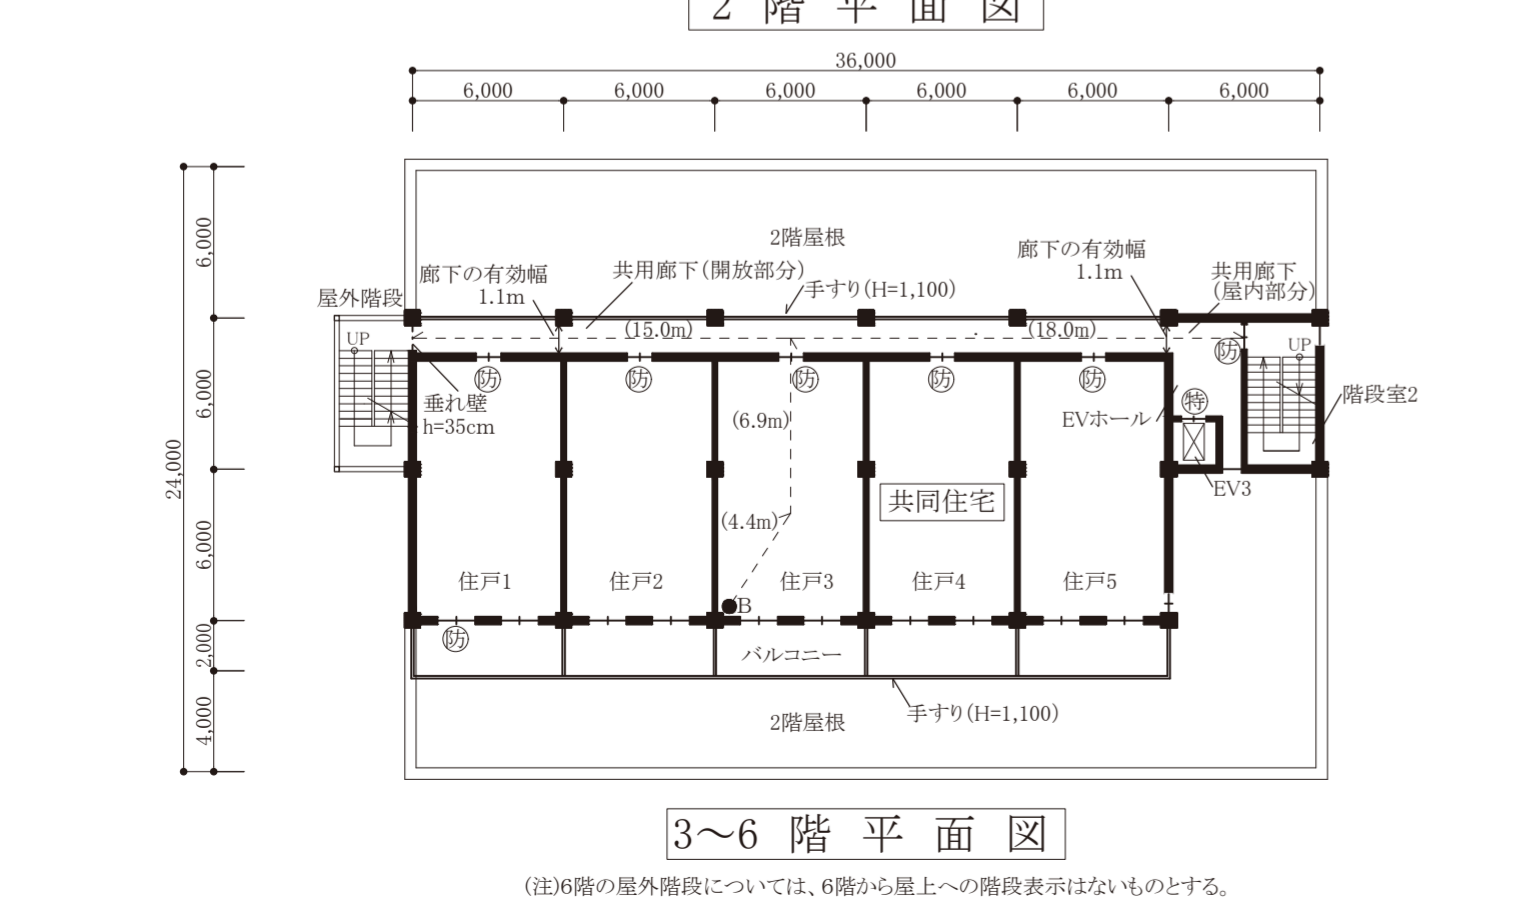 2 階 平 面 図
36,000
6,000 6,000 6,000 6,000 6,000 6,000
2階屋根
廊下の有効幅
1.1m
共用廊下(開放部分)
手すり(H=1,100)
廊下の有効幅
1.1m
共用廊下
(屋内部分)
屋外階段
UP
(15.0m)
(18.0m)
UP
防
防
防
防
防
防
垂れ壁
h=35cm
(6.9m)
EVホール
特
階段室2
EV3
共同住宅
(4.4m)
住戸1
住戸2
住戸3
住戸4
住戸5
B
防
バルコニー
手すり(H=1,100)
2階屋根
24,000
6,000
6,000
6,000
2,000
4,000
3～6 階 平 面 図
(注)6階の屋外階段については、6階から屋上への階段表示はないものとする。